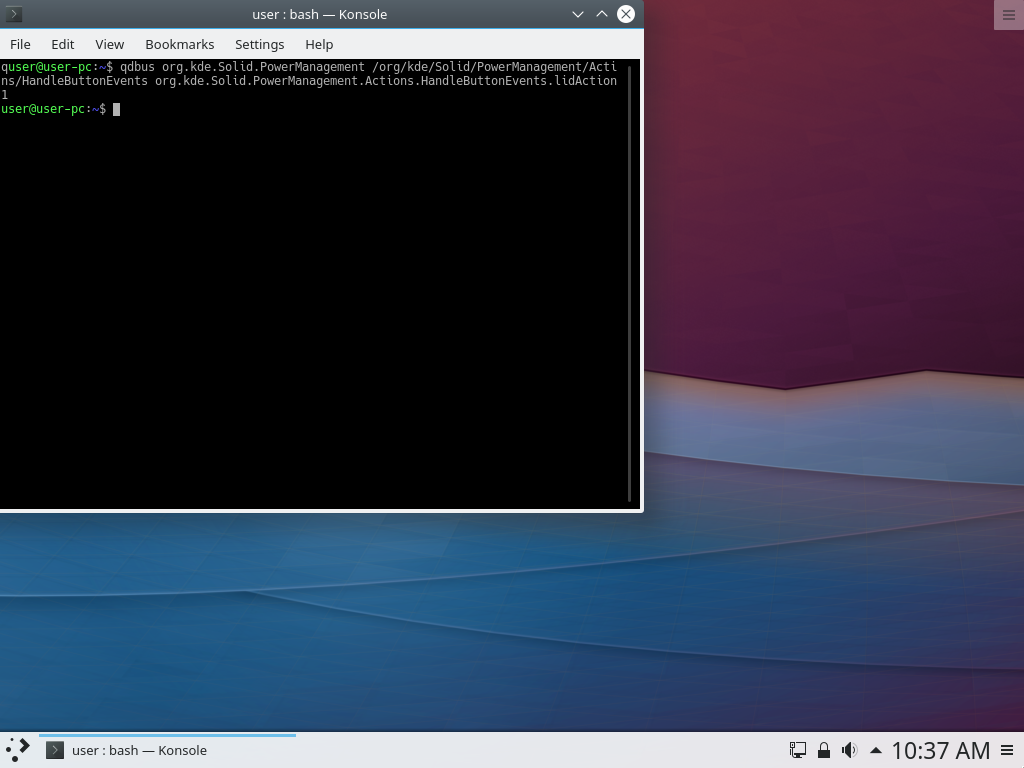 user : bash — Konsole
File Edit View Bookmarks Settings Help
quser@user-pc:~$ qdbus org.kde.Solid.PowerManagement /org/kde/Solid/PowerManagement/Acti
ns/HandleButtonEvents org.kde.Solid.PowerManagement.Actions.HandleButtonEvents.lidAction
1
user@user-pc:~$
user : bash — Konsole
10:37 AM